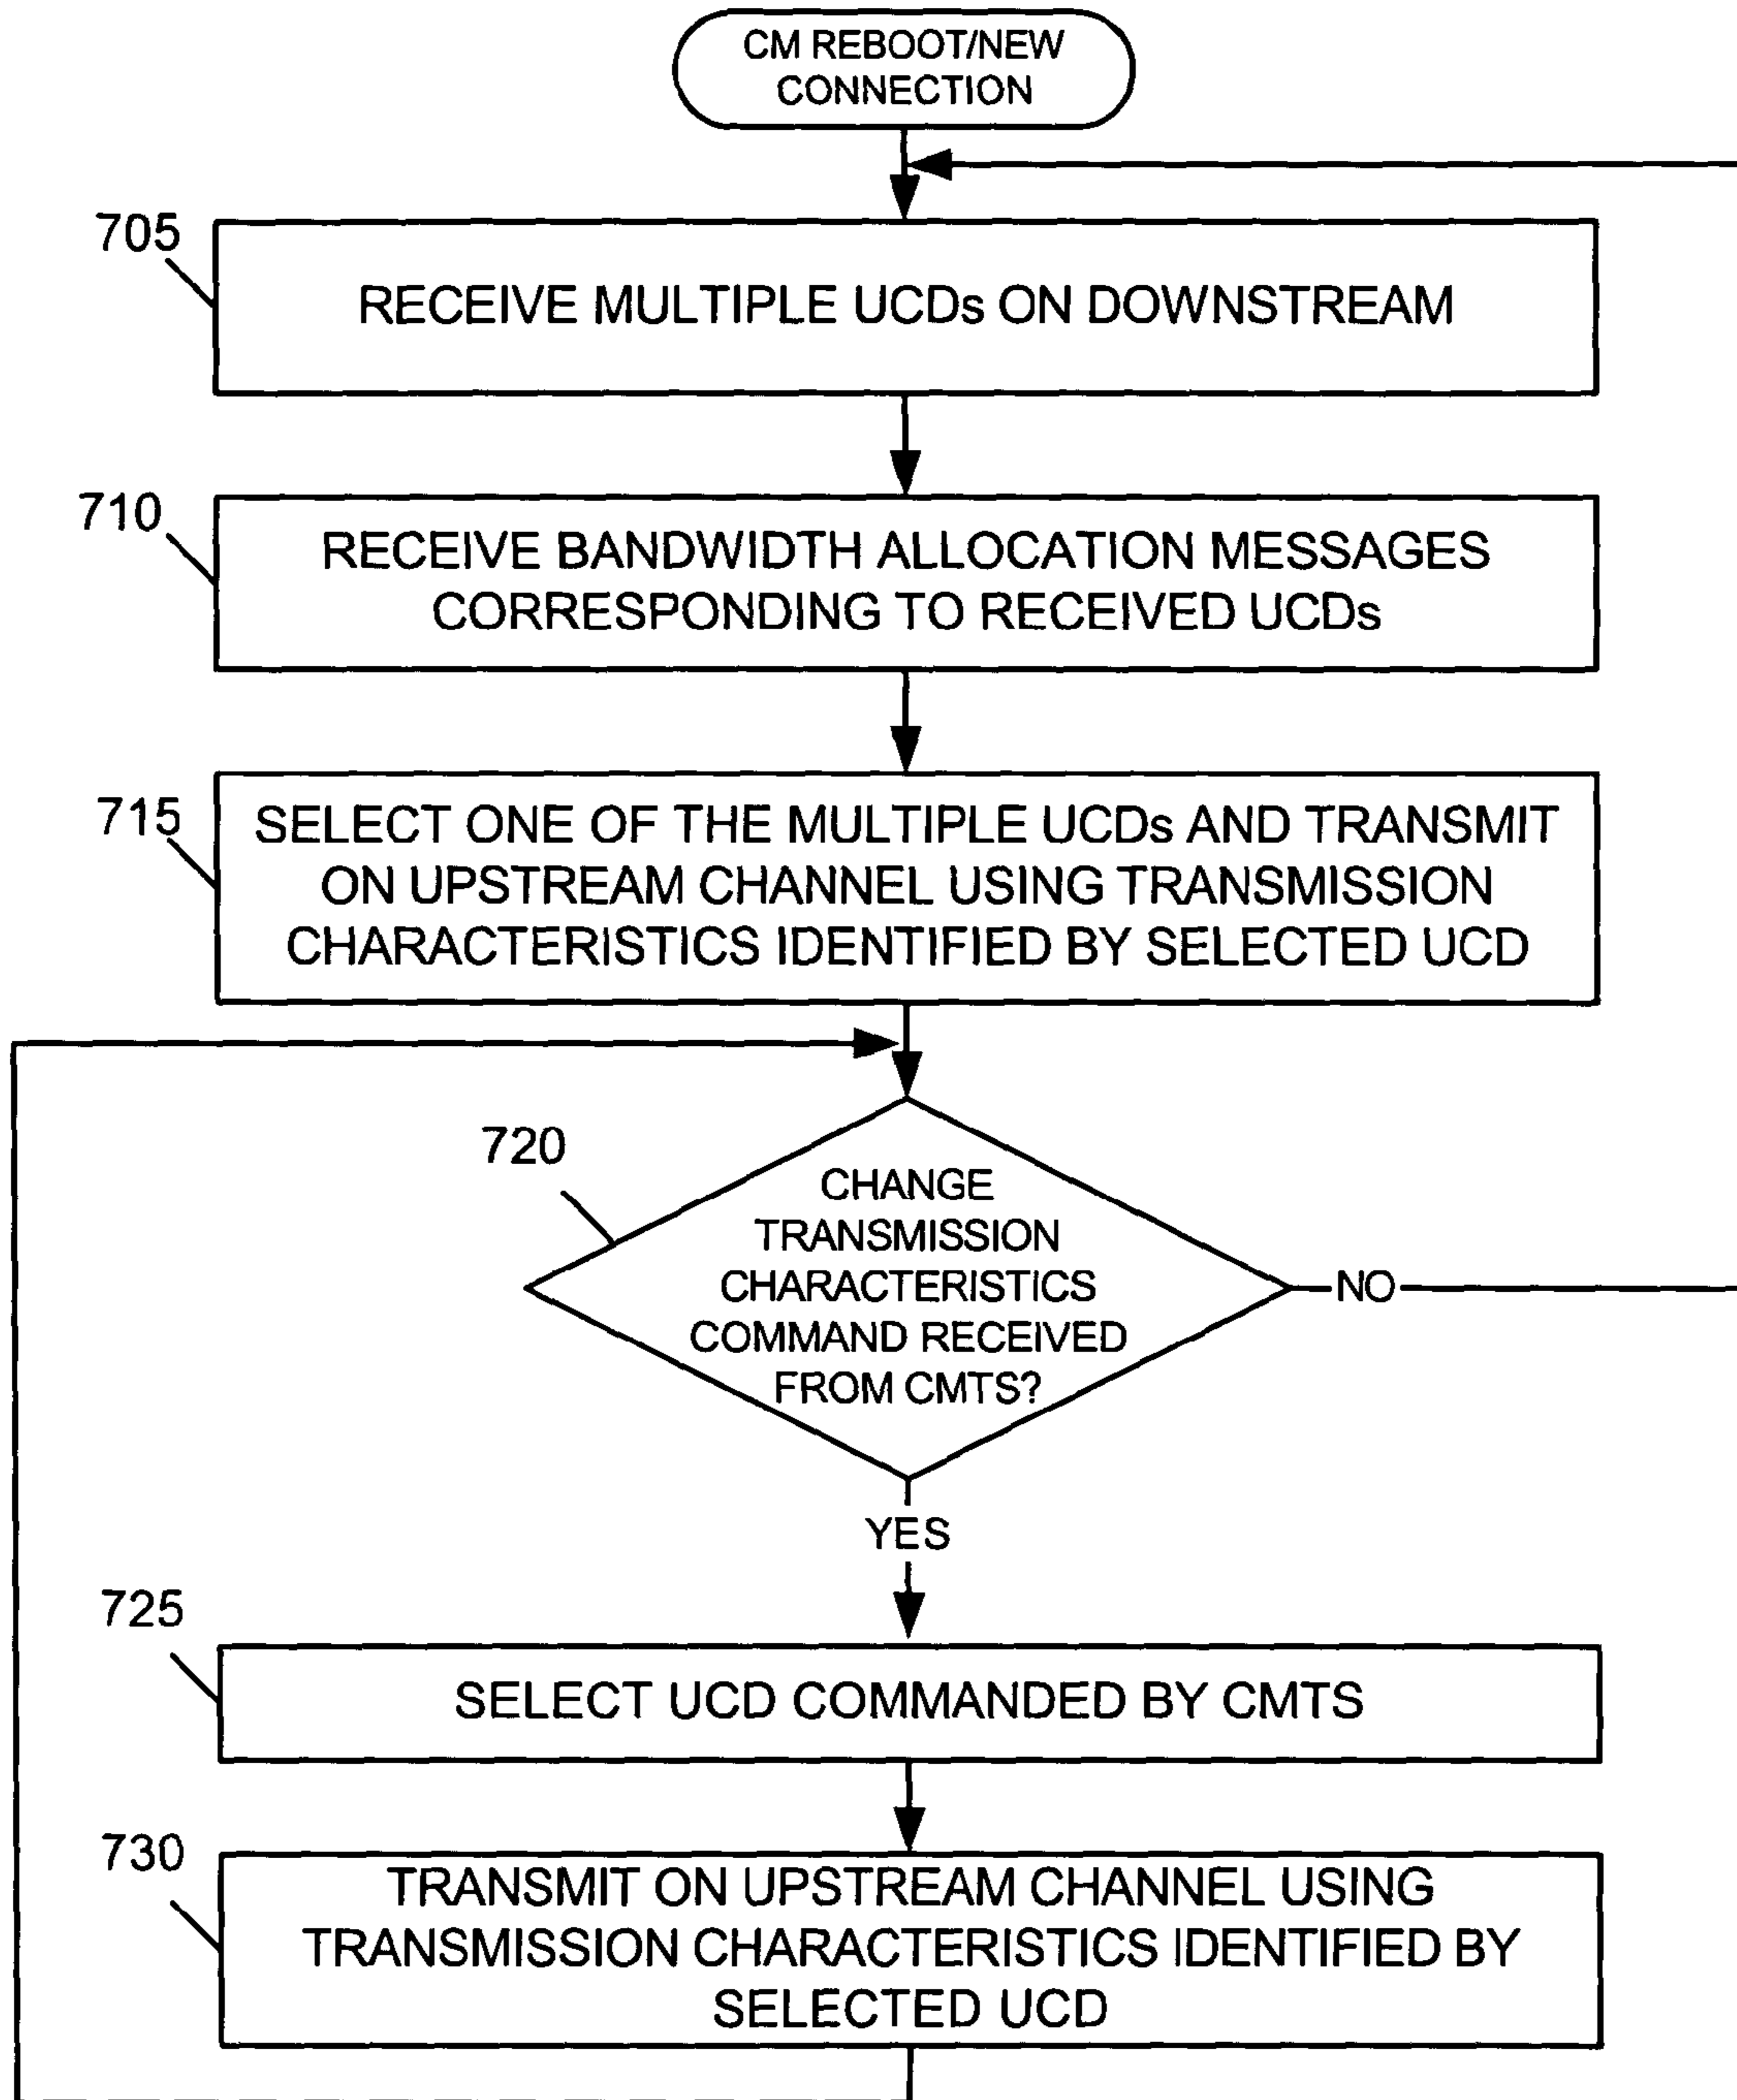 CM REBOOT/NEW
CONNECTION
705
RECEIVE MULTIPLE UCDs ON DOWNSTREAM
710
RECEIVE BANDWIDTH ALLOCATION MESSAGES
CORRESPONDING TO RECEIVED UCDs
715
SELECT ONE OF THE MULTIPLE UCDs AND TRANSMIT
ON UPSTREAM CHANNEL USING TRANSMISSION
CHARACTERISTICS IDENTIFIED BY SELECTED UCD
720
CHANGE
TRANSMISSION
CHARACTERISTICS
COMMAND RECEIVED
FROM CMTS?
NO
YES
725
SELECT UCD COMMANDED BY CMTS
730
TRANSMIT ON UPSTREAM CHANNEL USING
TRANSMISSION CHARACTERISTICS IDENTIFIED BY
SELECTED UCD